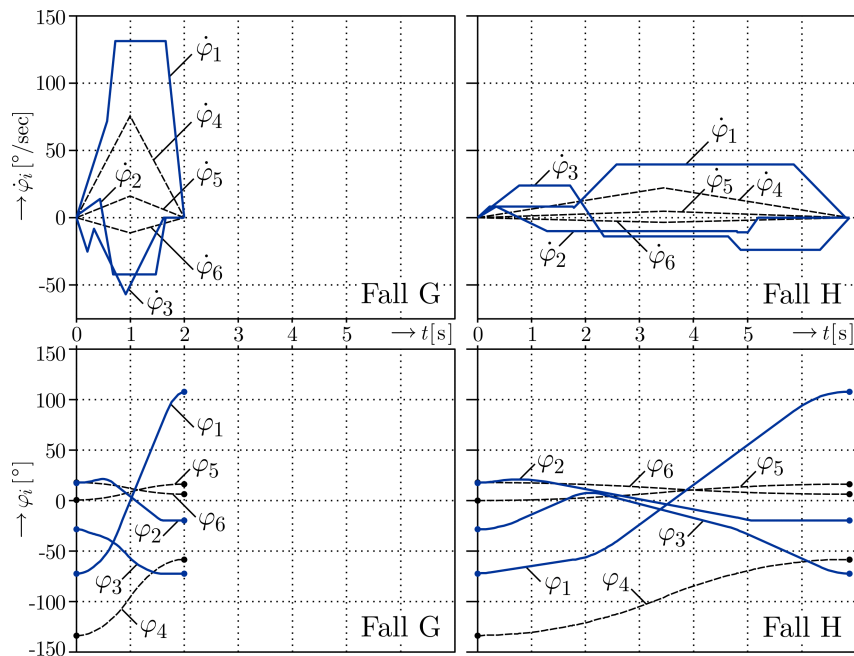 150
100
50
0
-50
→ φ̇ᵢ [°/sec]
φ̇₁
φ̇₄
φ̇₂
φ̇₅
φ̇₆
φ̇₃
Fall G
φ̇₁
φ̇₃
φ̇₅ φ̇₄
φ̇₂ φ̇₆
Fall H
0 1 2 3 4 5 → t[s]
0 1 2 3 4 5 → t[s]
150
100
50
0
-50
-100
-150
→ φᵢ [°]
φ₁
φ₅
φ₆
φ₂
φ₃
φ₄
Fall G
φ₂ φ₆ φ₅
φ₃
φ₁ φ₄
Fall H